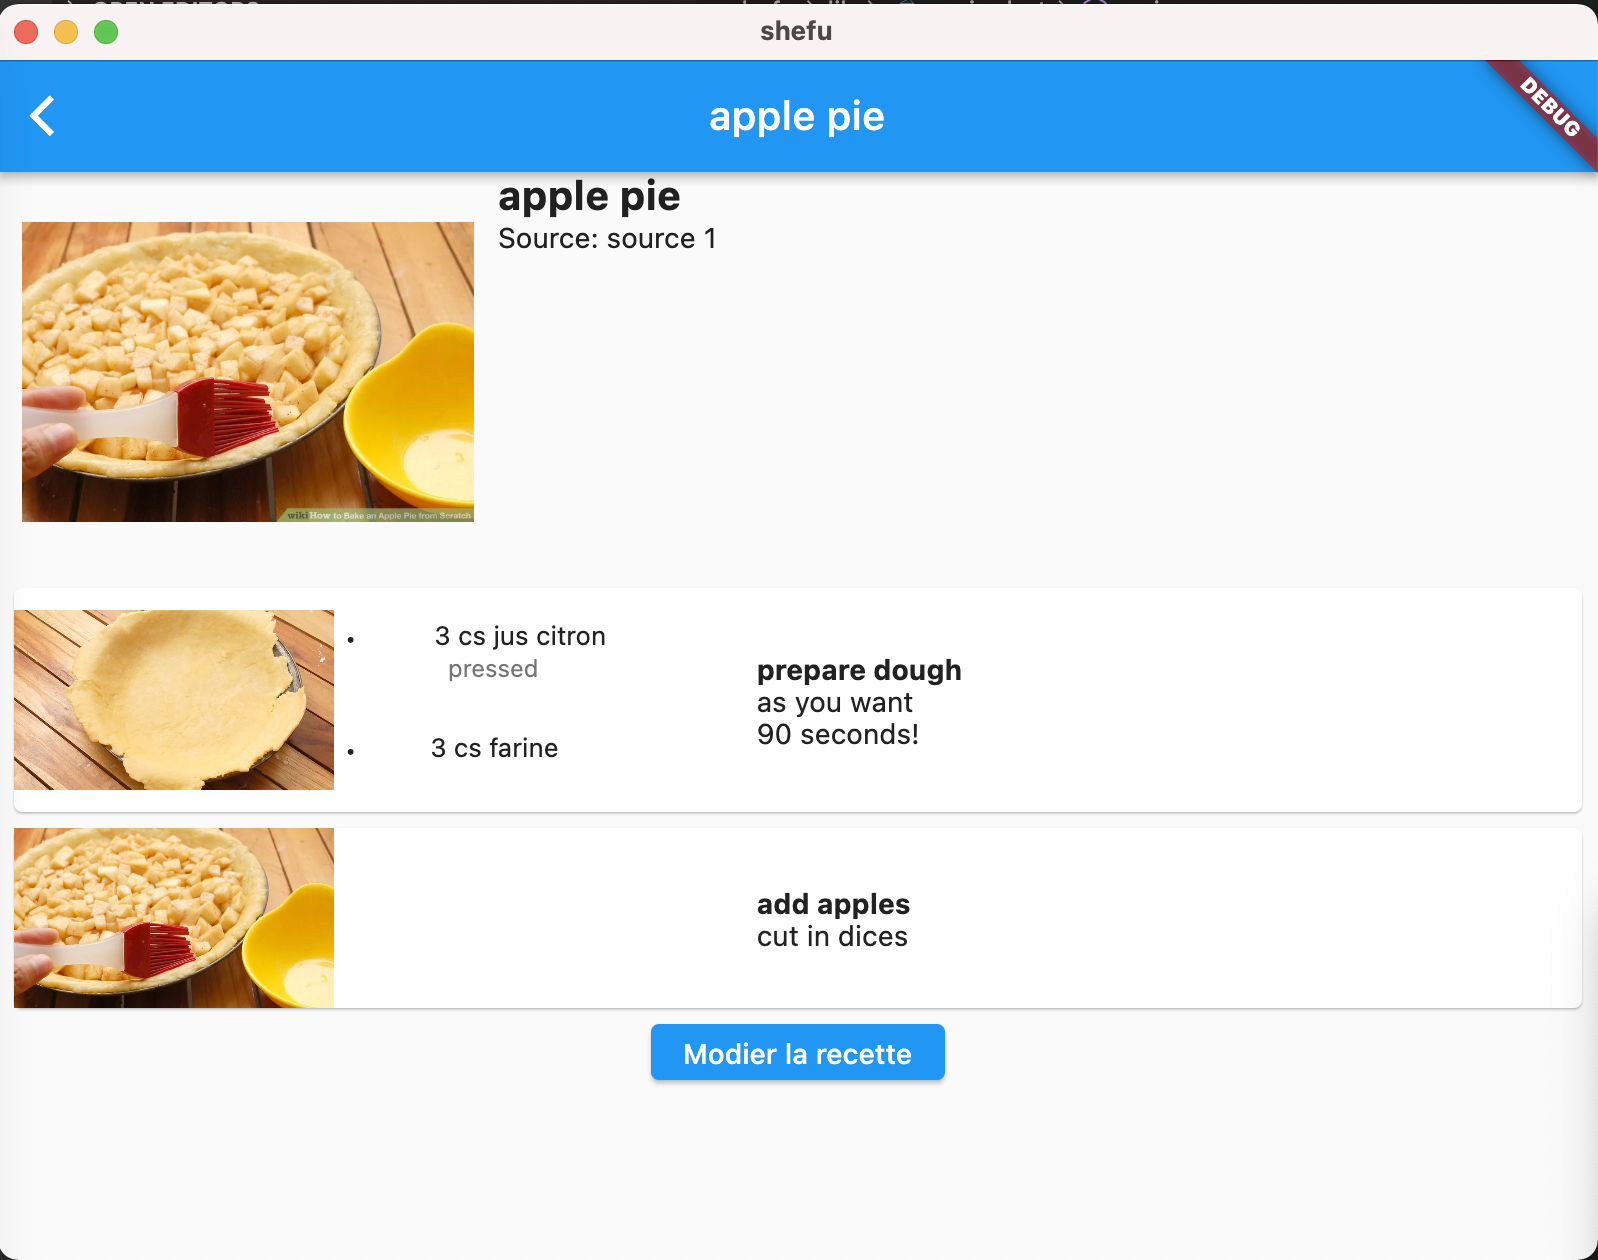 shefu
apple pie
DEBUG
apple pie
Source: source 1
wikiHow to Bake an Apple Pie from Scratch
• 3 cs jus citron
pressed
• 3 cs farine
prepare dough
as you want
90 seconds!
add apples
cut in dices
Modier la recette